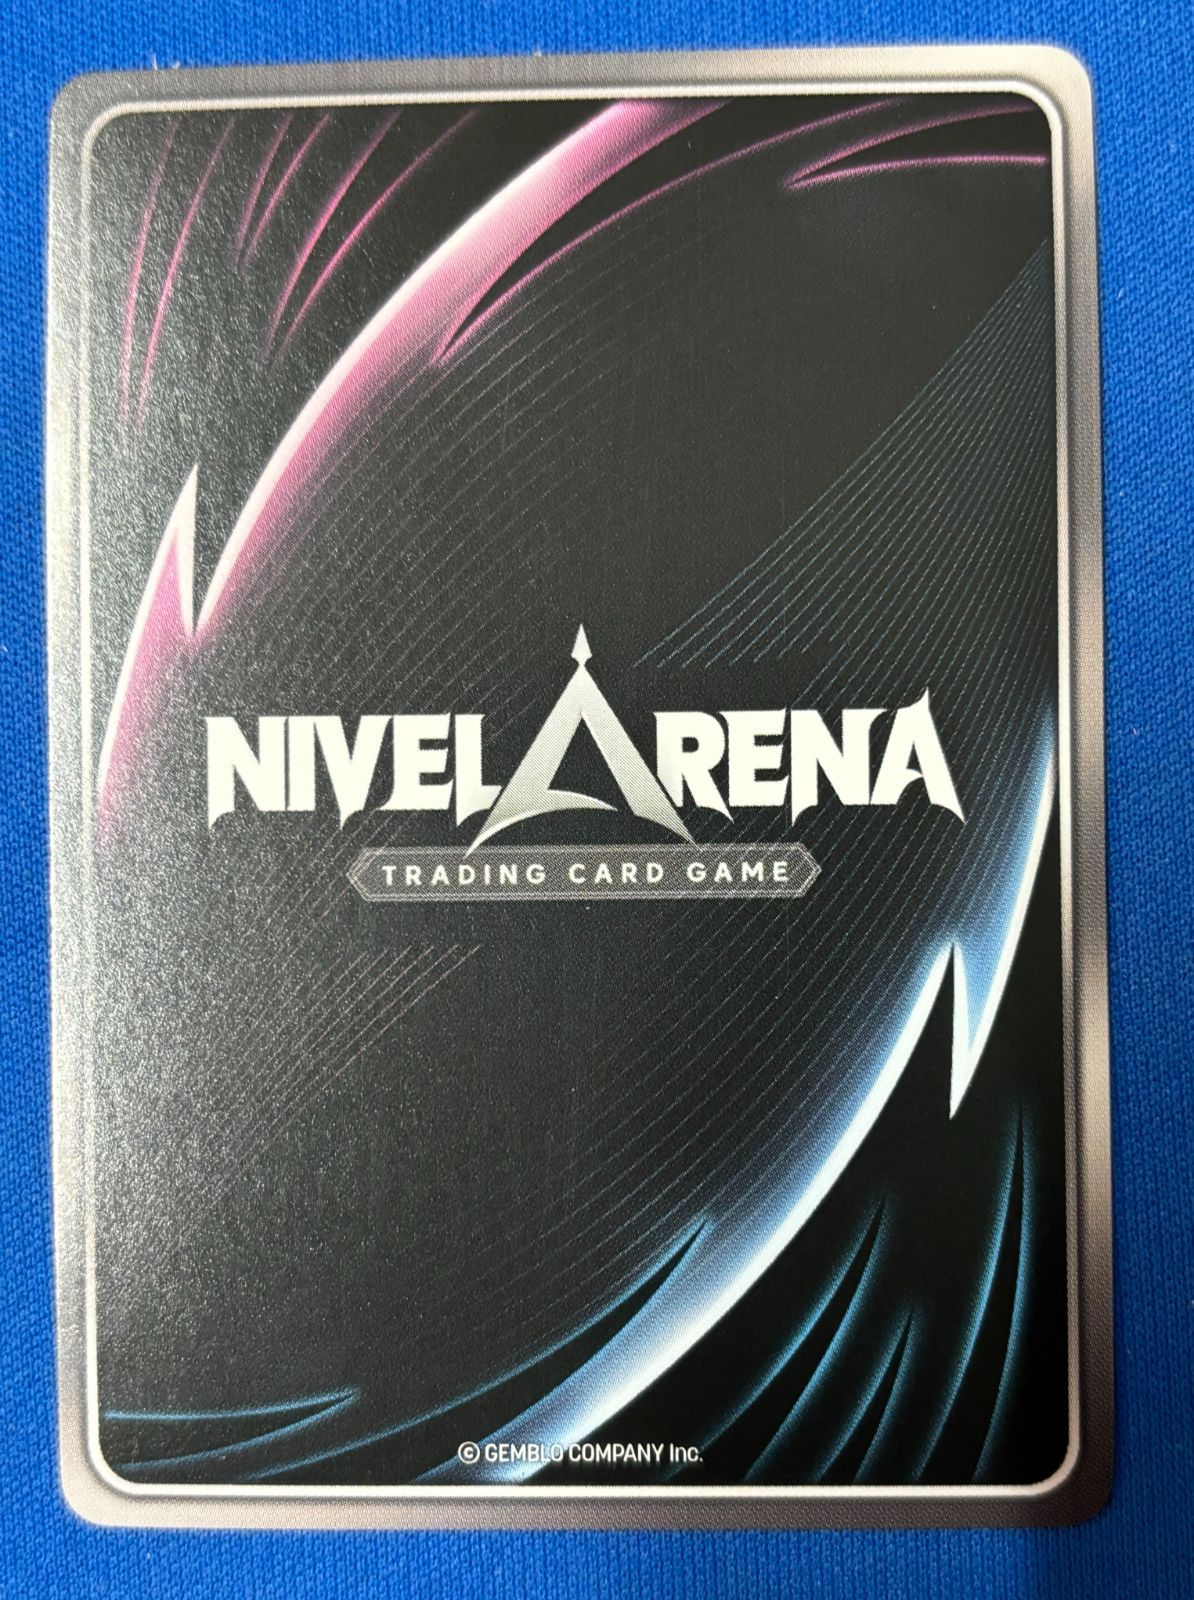 NIVEL ARENA
TRADING CARD GAME
© GEMBLO COMPANY Inc.